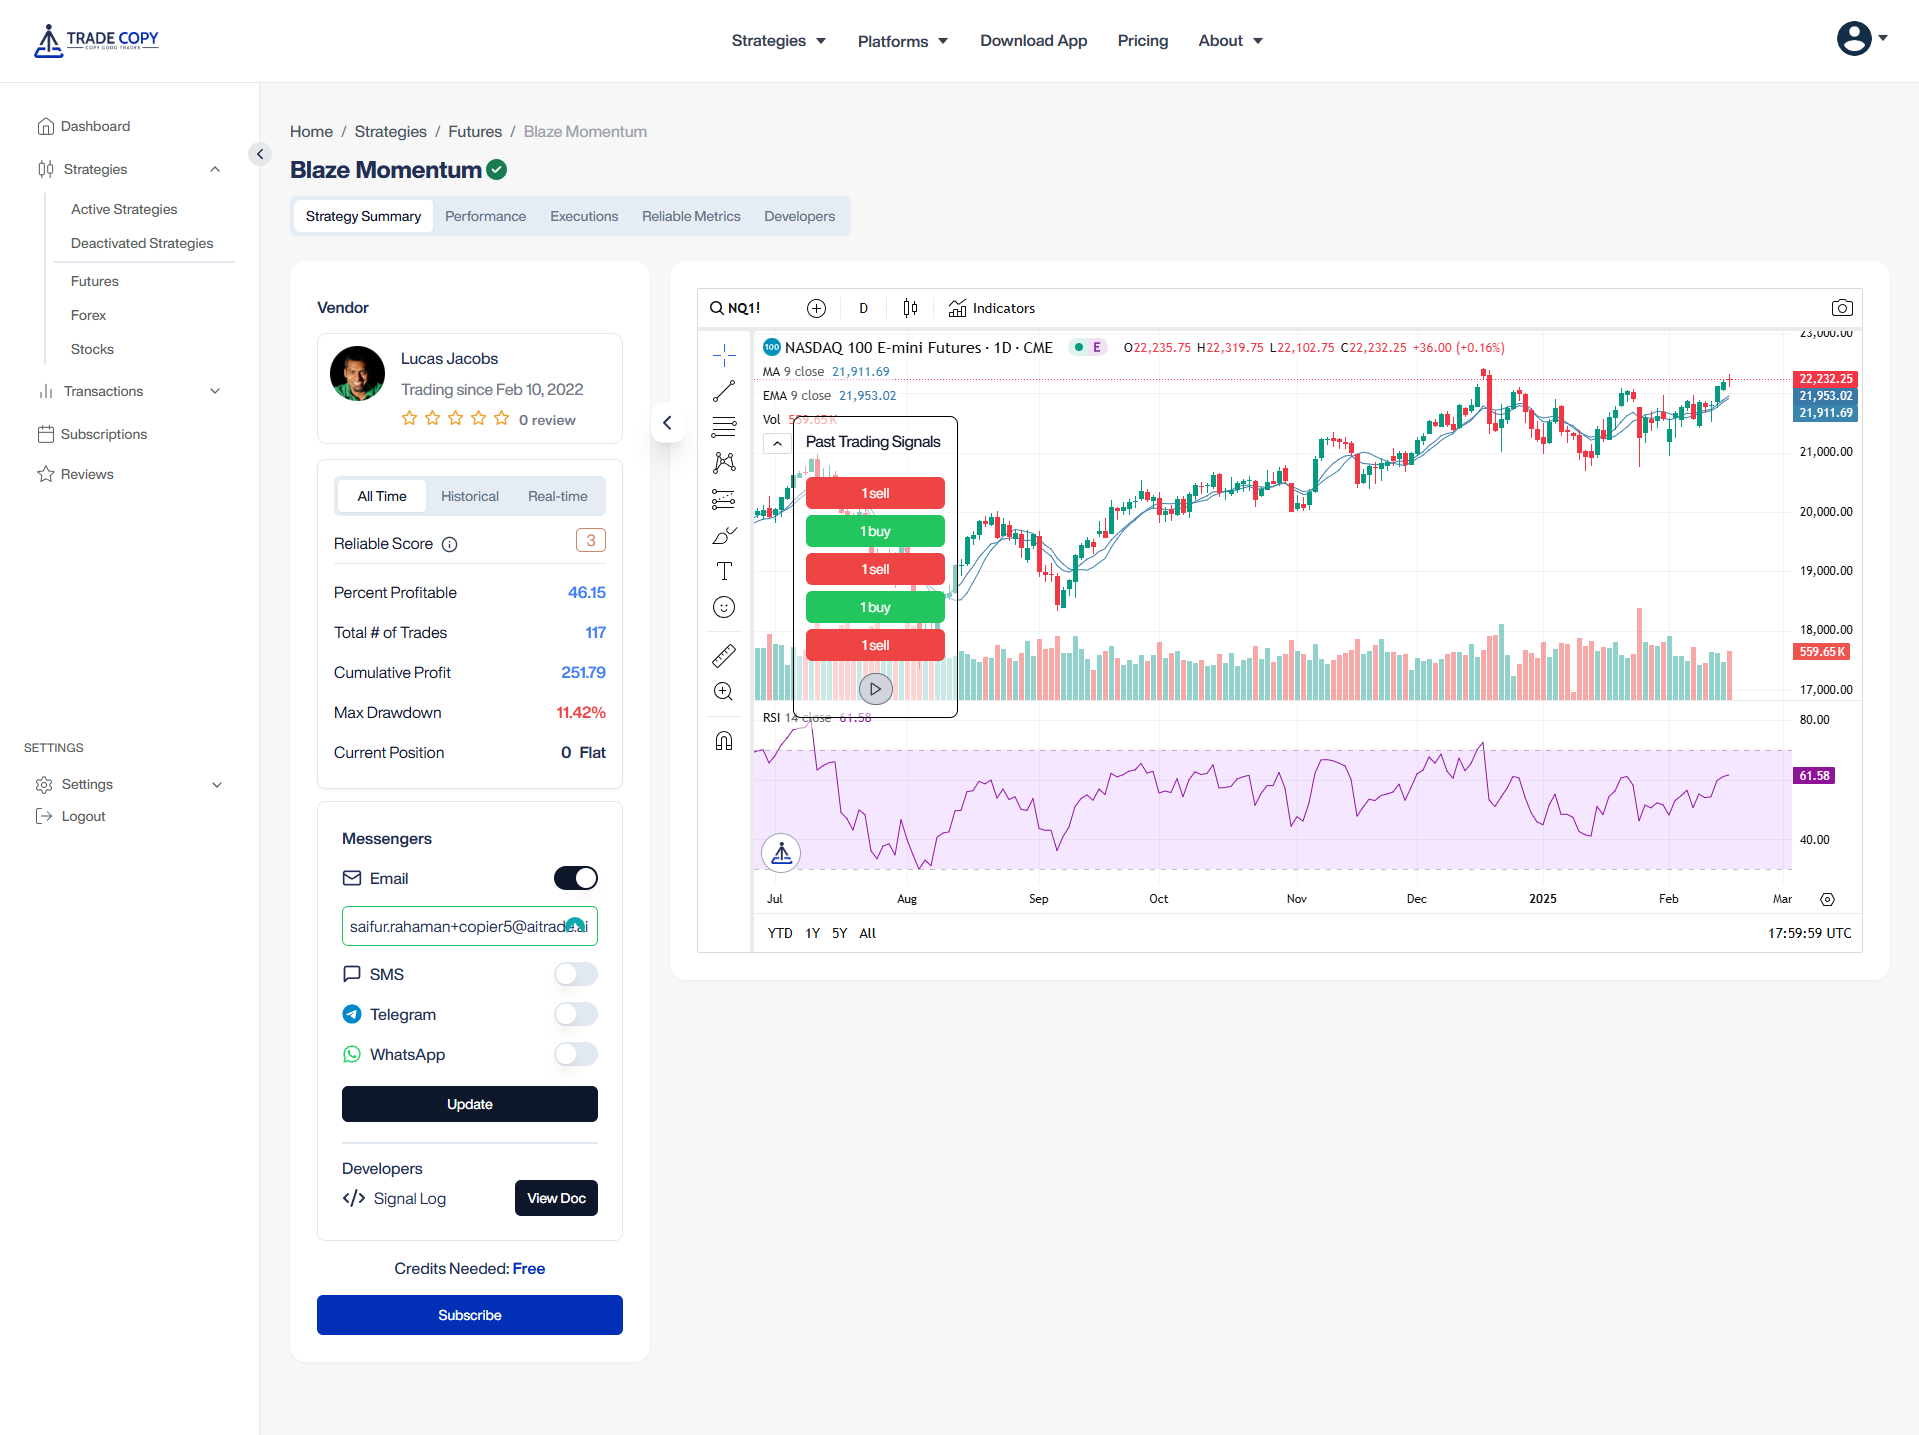 TRADE COPY
COPY GOOD TRADES
Strategies
Platforms
Download App
Pricing
About
Dashboard
Strategies
Active Strategies
Deactivated Strategies
Futures
Forex
Stocks
Transactions
Subscriptions
Reviews
SETTINGS
Settings
Logout
Home / Strategies / Futures / Blaze Momentum
Blaze Momentum
Strategy Summary
Performance
Executions
Reliable Metrics
Developers
Vendor
Lucas Jacobs
Trading since Feb 10, 2022
0 review
All Time
Historical
Real-time
Reliable Score
3
Percent Profitable
46.15
Total # of Trades
117
Cumulative Profit
251.79
Max Drawdown
11.42%
Current Position
0 Flat
Messengers
Email
saifur.rahaman+copier5@aitrade.ai
SMS
Telegram
WhatsApp
Update
Developers
</> Signal Log
View Doc
Credits Needed: Free
Subscribe
NQ1!
D
Indicators
100
NASDAQ 100 E-mini Futures · 1D · CME
E
O22,235.75 H22,319.75 L22,102.75 C22,232.25 +36.00 (+0.16%)
MA 9 close 21,911.69
EMA 9 close 21,953.02
Vol 559.65K
Past Trading Signals
1 sell
1 buy
1 sell
1 buy
1 sell
RSI 14 close 61.58
23,000.00
22,232.25
21,953.02
21,911.69
21,000.00
20,000.00
19,000.00
18,000.00
559.65K
17,000.00
80.00
61.58
40.00
Jul
Aug
Sep
Oct
Nov
Dec
2025
Feb
Mar
YTD 1Y 5Y All
17:59:59 UTC